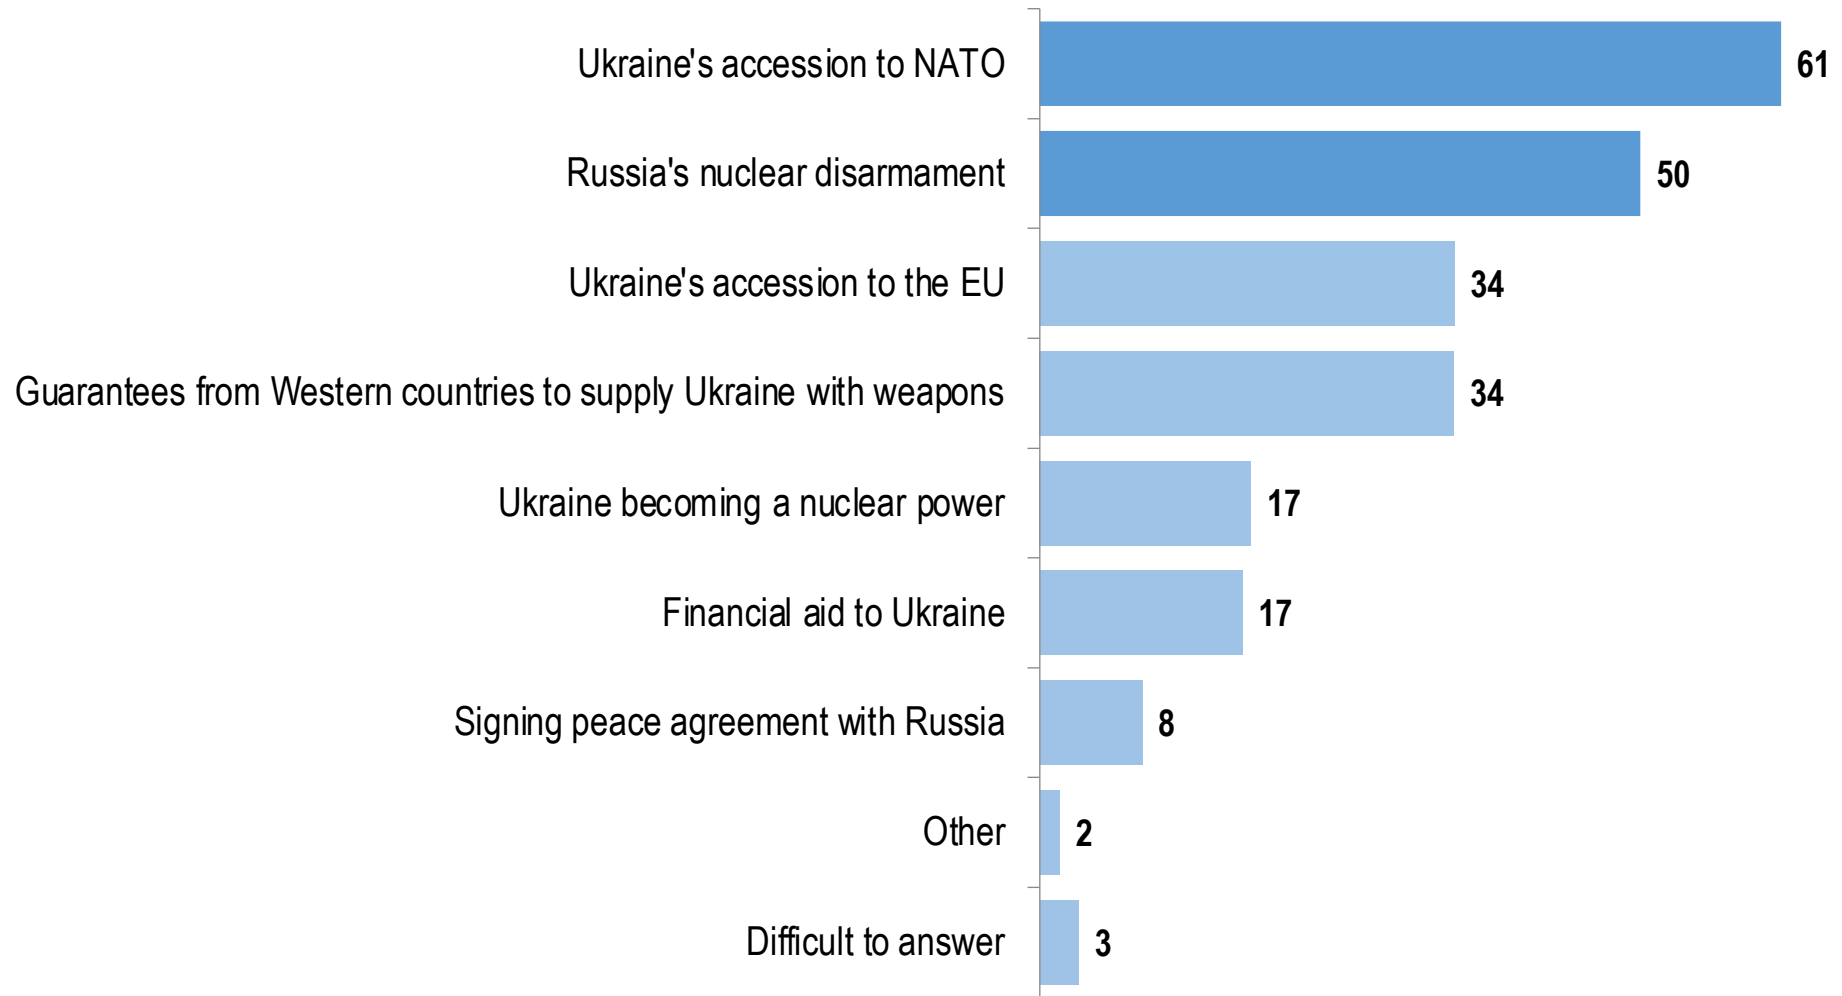 Ukraine's accession to NATO 61
Russia's nuclear disarmament 50
Ukraine's accession to the EU 34
Guarantees from Western countries to supply Ukraine with weapons 34
Ukraine becoming a nuclear power 17
Financial aid to Ukraine 17
Signing peace agreement with Russia 8
Other 2
Difficult to answer 3